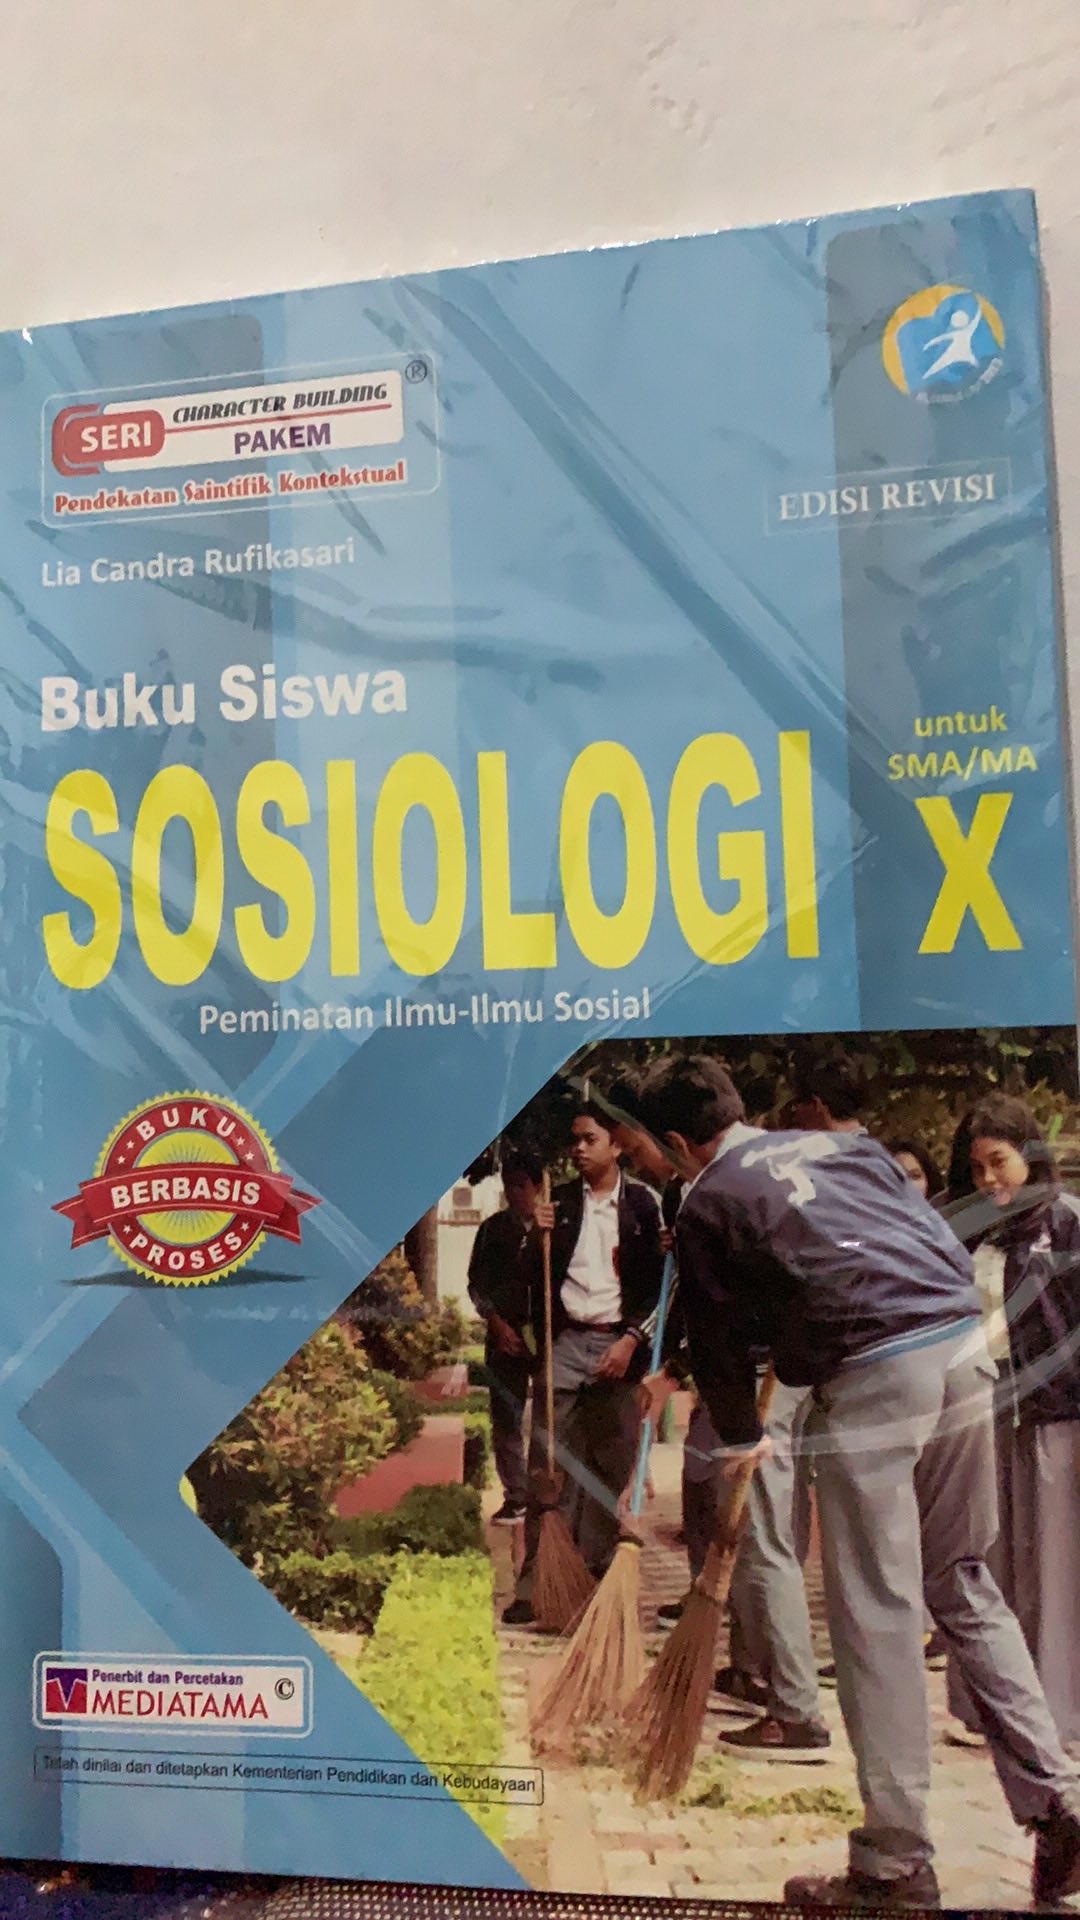 SERI CHARACTER BUILDING ®
PAKEM
Pendekatan Saintifik Kontekstual
EDISI REVISI
Lia Candra Rufikasari
Buku Siswa
SOSIOLOGI
untuk
SMA/MA
X
Peminatan Ilmu-Ilmu Sosial
BUKU
BERBASIS
PROSES
Penerbit dan Percetakan
MEDIATAMA ©
Telah dinilai dan ditetapkan Kementerian Pendidikan dan Kebudayaan